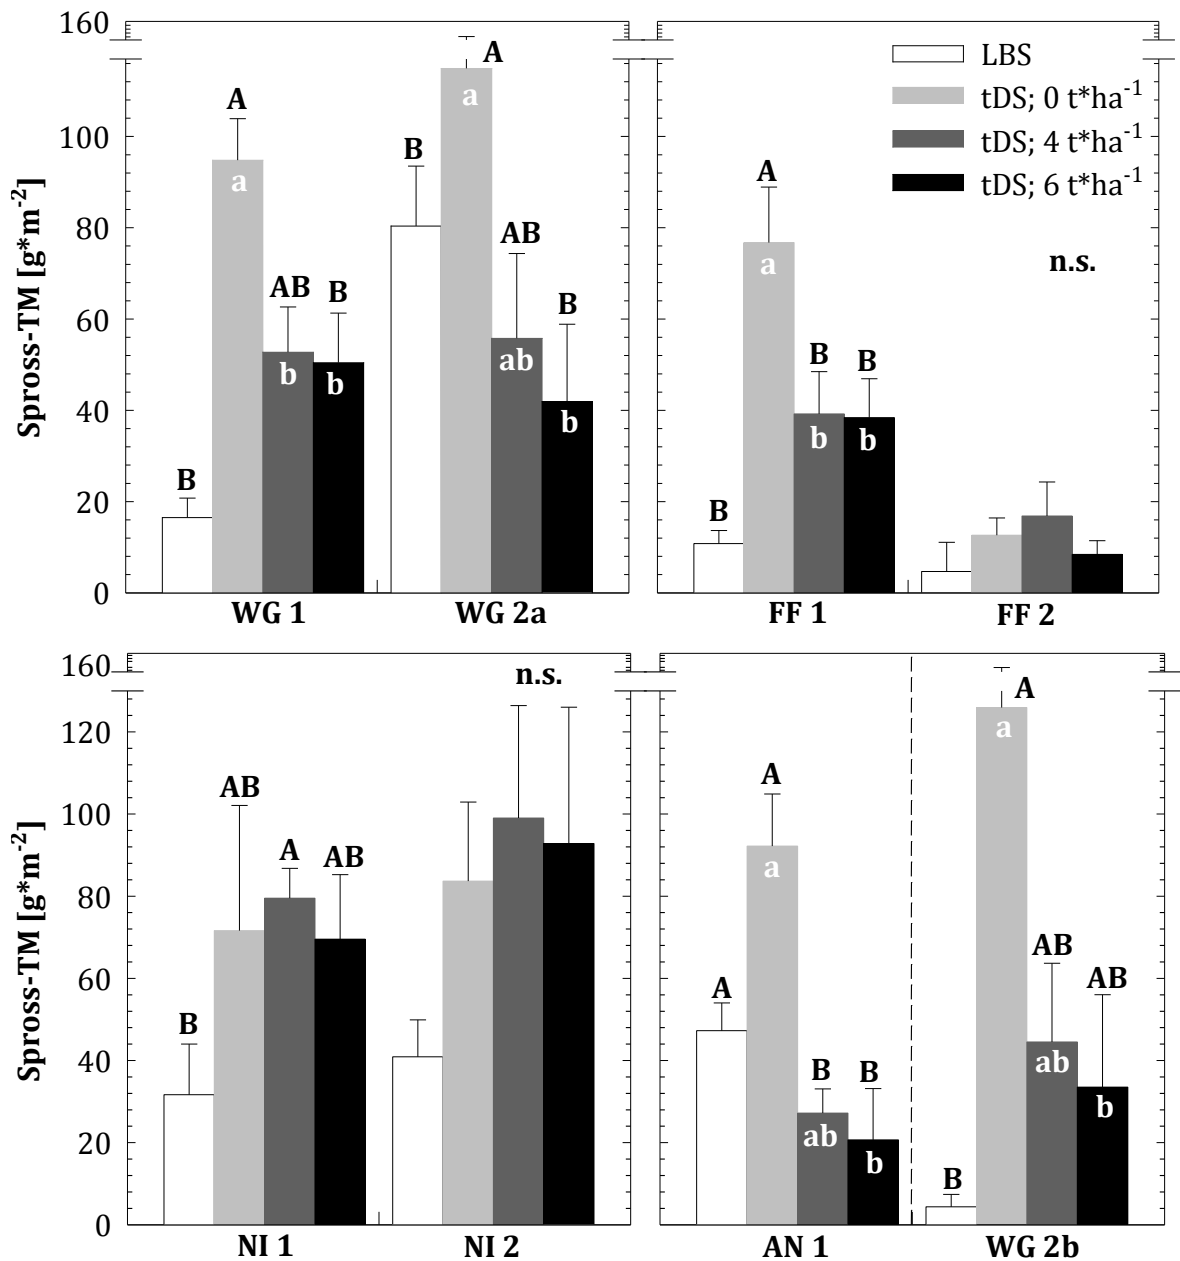 160
100
80
60
40
20
0
Spross-TM [g*m⁻²]
A
a
B
AB
b
B
b
B
A
a
AB
ab
B
b
WG 1
WG 2a
LBS
tDS; 0 t*ha⁻¹
tDS; 4 t*ha⁻¹
tDS; 6 t*ha⁻¹
B
A
a
B
b
B
b
n.s.
FF 1
FF 2
160
120
100
80
60
40
20
0
Spross-TM [g*m⁻²]
B
AB
A
AB
n.s.
NI 1
NI 2
A
A
a
B
ab
B
b
B
A
a
AB
ab
AB
b
AN 1
WG 2b